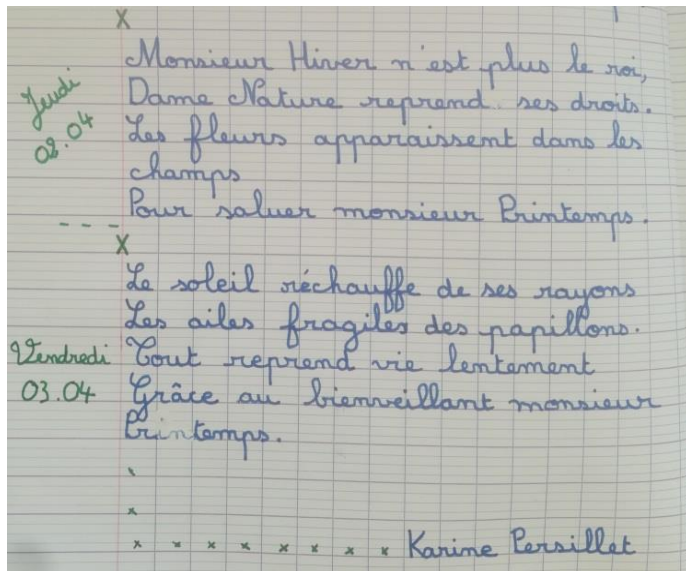 Monsieur Hiver n'est plus le roi,
Dame Nature reprend ses droits.
Jeudi
02.04
Les fleurs apparaissent dans les
champs
Pour saluer monsieur Printemps.
Le soleil réchauffe de ses rayons
Les ailes fragiles des papillons.
Vendredi
03.04
Tout reprend vie lentement
Grâce au bienveillant monsieur
Printemps.
Karine Persillet